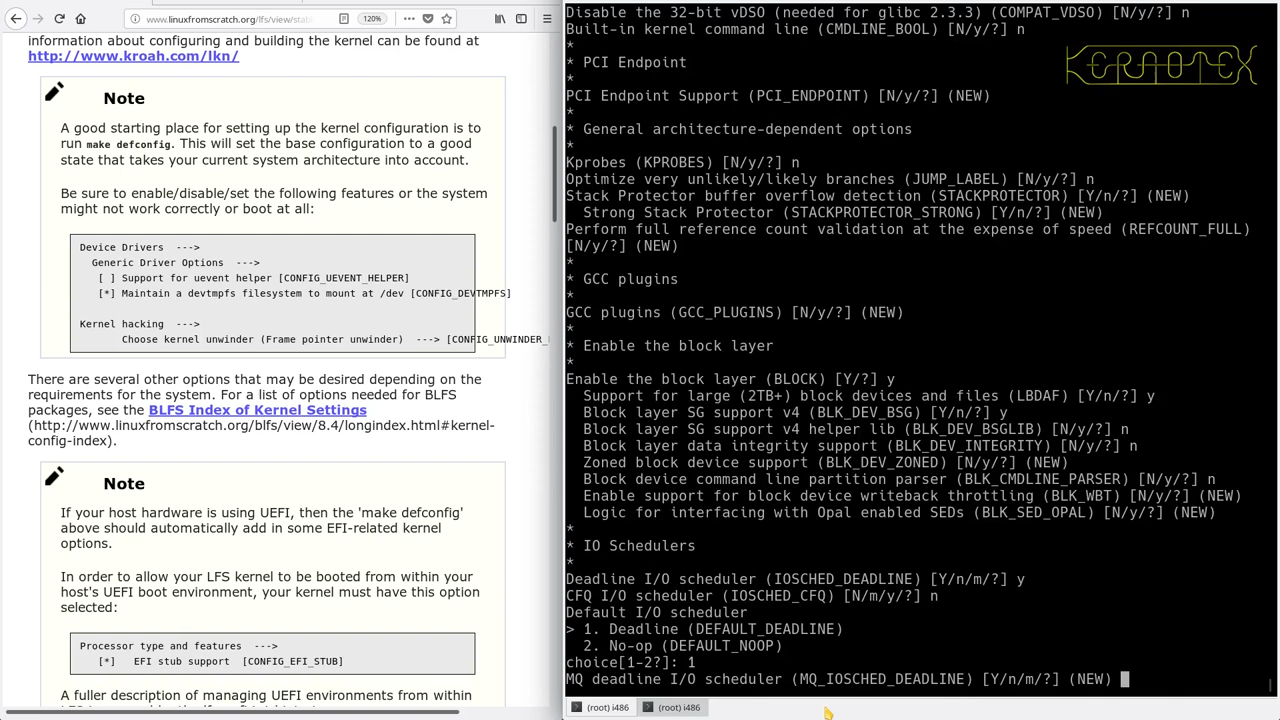 www.linuxfromscratch.org/lfs/view/stab
120%
information about configuring and building the kernel can be found at
http://www.kroah.com/lkn/
Note
A good starting place for setting up the kernel configuration is to
run make defconfig. This will set the base configuration to a good
state that takes your current system architecture into account.
Be sure to enable/disable/set the following features or the system
might not work correctly or boot at all:
Device Drivers  --->
Generic Driver Options  --->
[ ] Support for uevent helper [CONFIG_UEVENT_HELPER]
[*] Maintain a devtmpfs filesystem to mount at /dev [CONFIG_DEVTMPFS]
Kernel hacking  --->
Choose kernel unwinder (Frame pointer unwinder)  ---> [CONFIG_UNWINDER_
There are several other options that may be desired depending on the
requirements for the system. For a list of options needed for BLFS
packages, see the BLFS Index of Kernel Settings
(http://www.linuxfromscratch.org/blfs/view/8.4/longindex.html#kernel-
config-index).
Note
If your host hardware is using UEFI, then the 'make defconfig'
above should automatically add in some EFI-related kernel
options.
In order to allow your LFS kernel to be booted from within your
host's UEFI boot environment, your kernel must have this option
selected:
Processor type and features  --->
[*]   EFI stub support  [CONFIG_EFI_STUB]
A fuller description of managing UEFI environments from within
Disable the 32-bit vDSO (needed for glibc 2.3.3) (COMPAT_VDSO) [N/y/?] n
Built-in kernel command line (CMDLINE_BOOL) [N/y/?] n
*
* PCI Endpoint
*
PCI Endpoint Support (PCI_ENDPOINT) [N/y/?] (NEW)
*
* General architecture-dependent options
*
Kprobes (KPROBES) [N/y/?] n
Optimize very unlikely/likely branches (JUMP_LABEL) [N/y/?] n
Stack Protector buffer overflow detection (STACKPROTECTOR) [Y/n/?] (NEW)
Strong Stack Protector (STACKPROTECTOR_STRONG) [Y/n/?] (NEW)
Perform full reference count validation at the expense of speed (REFCOUNT_FULL)
[N/y/?] (NEW)
*
* GCC plugins
*
GCC plugins (GCC_PLUGINS) [N/y/?] (NEW)
*
* Enable the block layer
*
Enable the block layer (BLOCK) [Y/?] y
Support for large (2TB+) block devices and files (LBDAF) [Y/n/?] y
Block layer SG support v4 (BLK_DEV_BSG) [Y/n/?] y
Block layer SG support v4 helper lib (BLK_DEV_BSGLIB) [N/y/?] n
Block layer data integrity support (BLK_DEV_INTEGRITY) [N/y/?] n
Zoned block device support (BLK_DEV_ZONED) [N/y/?] (NEW)
Block device command line partition parser (BLK_CMDLINE_PARSER) [N/y/?] n
Enable support for block device writeback throttling (BLK_WBT) [N/y/?] (NEW)
Logic for interfacing with Opal enabled SEDs (BLK_SED_OPAL) [N/y/?] (NEW)
*
* IO Schedulers
*
Deadline I/O scheduler (IOSCHED_DEADLINE) [Y/n/m/?] y
CFQ I/O scheduler (IOSCHED_CFQ) [N/m/y/?] n
Default I/O scheduler
> 1. Deadline (DEFAULT_DEADLINE)
2. No-op (DEFAULT_NOOP)
choice[1-2?]: 1
MQ deadline I/O scheduler (MQ_IOSCHED_DEADLINE) [Y/n/m/?] (NEW)
(root) i486
(root) i486
KERAOTEX